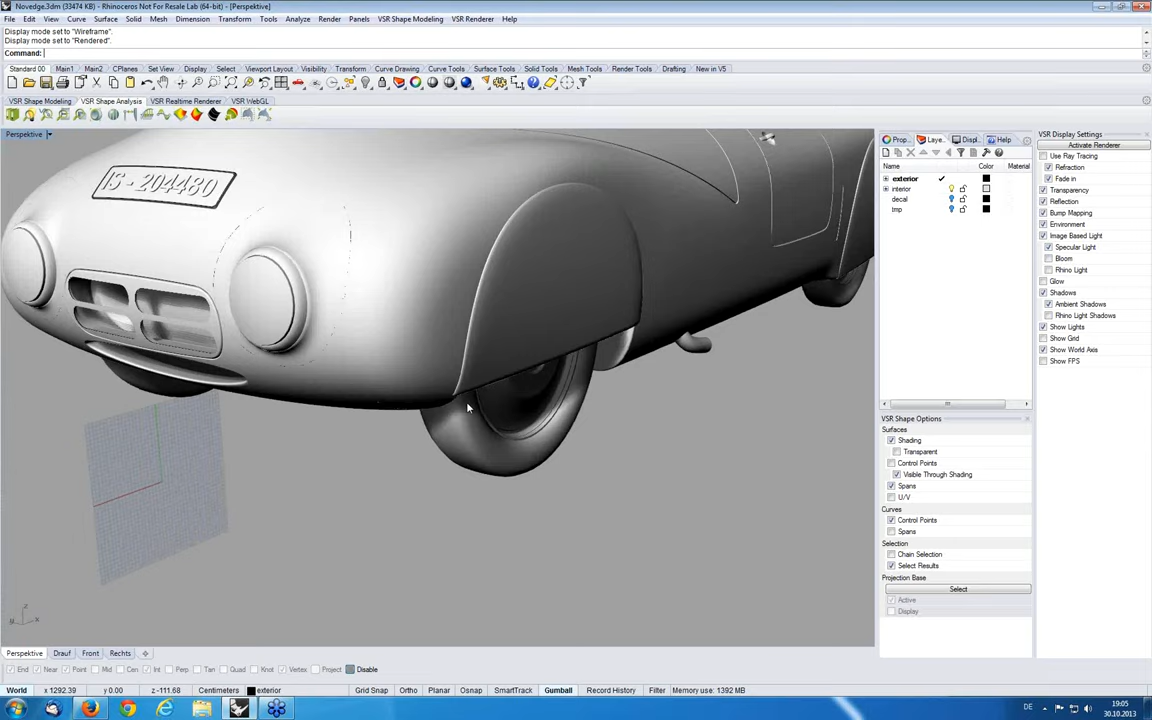 Novedge.3dm (33474 KB) - Rhinoceros Not For Resale Lab (64-bit) - [Perspektive]
File Edit View Curve Surface Solid Mesh Dimension Transform Tools Analyze Render Panels VSR Shape Modeling VSR Renderer Help
Display mode set to "Wireframe".
Display mode set to "Rendered".
Command:
Standard 00 Main1 Main2 CPlanes Set View Display Select Viewport Layout Visibility Transform Curve Drawing Curve Tools Surface Tools Solid Tools Mesh Tools Render Tools Drafting New in V5
VSR Shape Modeling VSR Shape Analysis VSR Realtime Renderer VSR WebGL
Perspektive
IS - 204480
Prop... Laye... Displ... Help
Name Color Material
exterior
interior
decal
tmp
VSR Shape Options
Surfaces
Shading
Transparent
Control Points
Visible Through Shading
Spans
U/V
Curves
Control Points
Spans
Selection
Chain Selection
Select Results
Projection Base
Select
Active
Display
VSR Display Settings
Activate Renderer
Use Ray Tracing
Refraction
Fade in
Transparency
Reflection
Bump Mapping
Environment
Image Based Light
Specular Light
Bloom
Rhino Light
Glow
Shadows
Ambient Shadows
Rhino Light Shadows
Show Lights
Show Grid
Show World Axis
Show FPS
z
y x
Perspektive Drauf Front Rechts
End Near Point Mid Cen Int Perp Tan Quad Knot Vertex Project Disable
World x 1292.39 y 0.00 z -111.68 Centimeters exterior Grid Snap Ortho Planar Osnap SmartTrack Gumball Record History Filter Memory use: 1392 MB
DE 19:05
30.10.2013